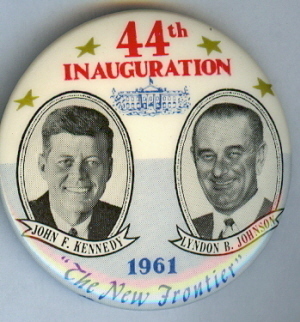 44th
INAUGURATION
JOHN F. KENNEDY
LYNDON B. JOHNSON
1961
"The New Frontier"